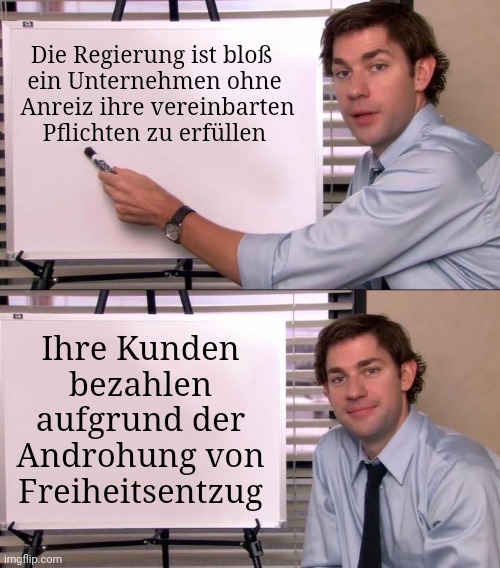 Die Regierung ist bloß
ein Unternehmen ohne
Anreiz ihre vereinbarten
Pflichten zu erfüllen
Ihre Kunden
bezahlen
aufgrund der
Androhung von
Freiheitsentzug
imgflip.com